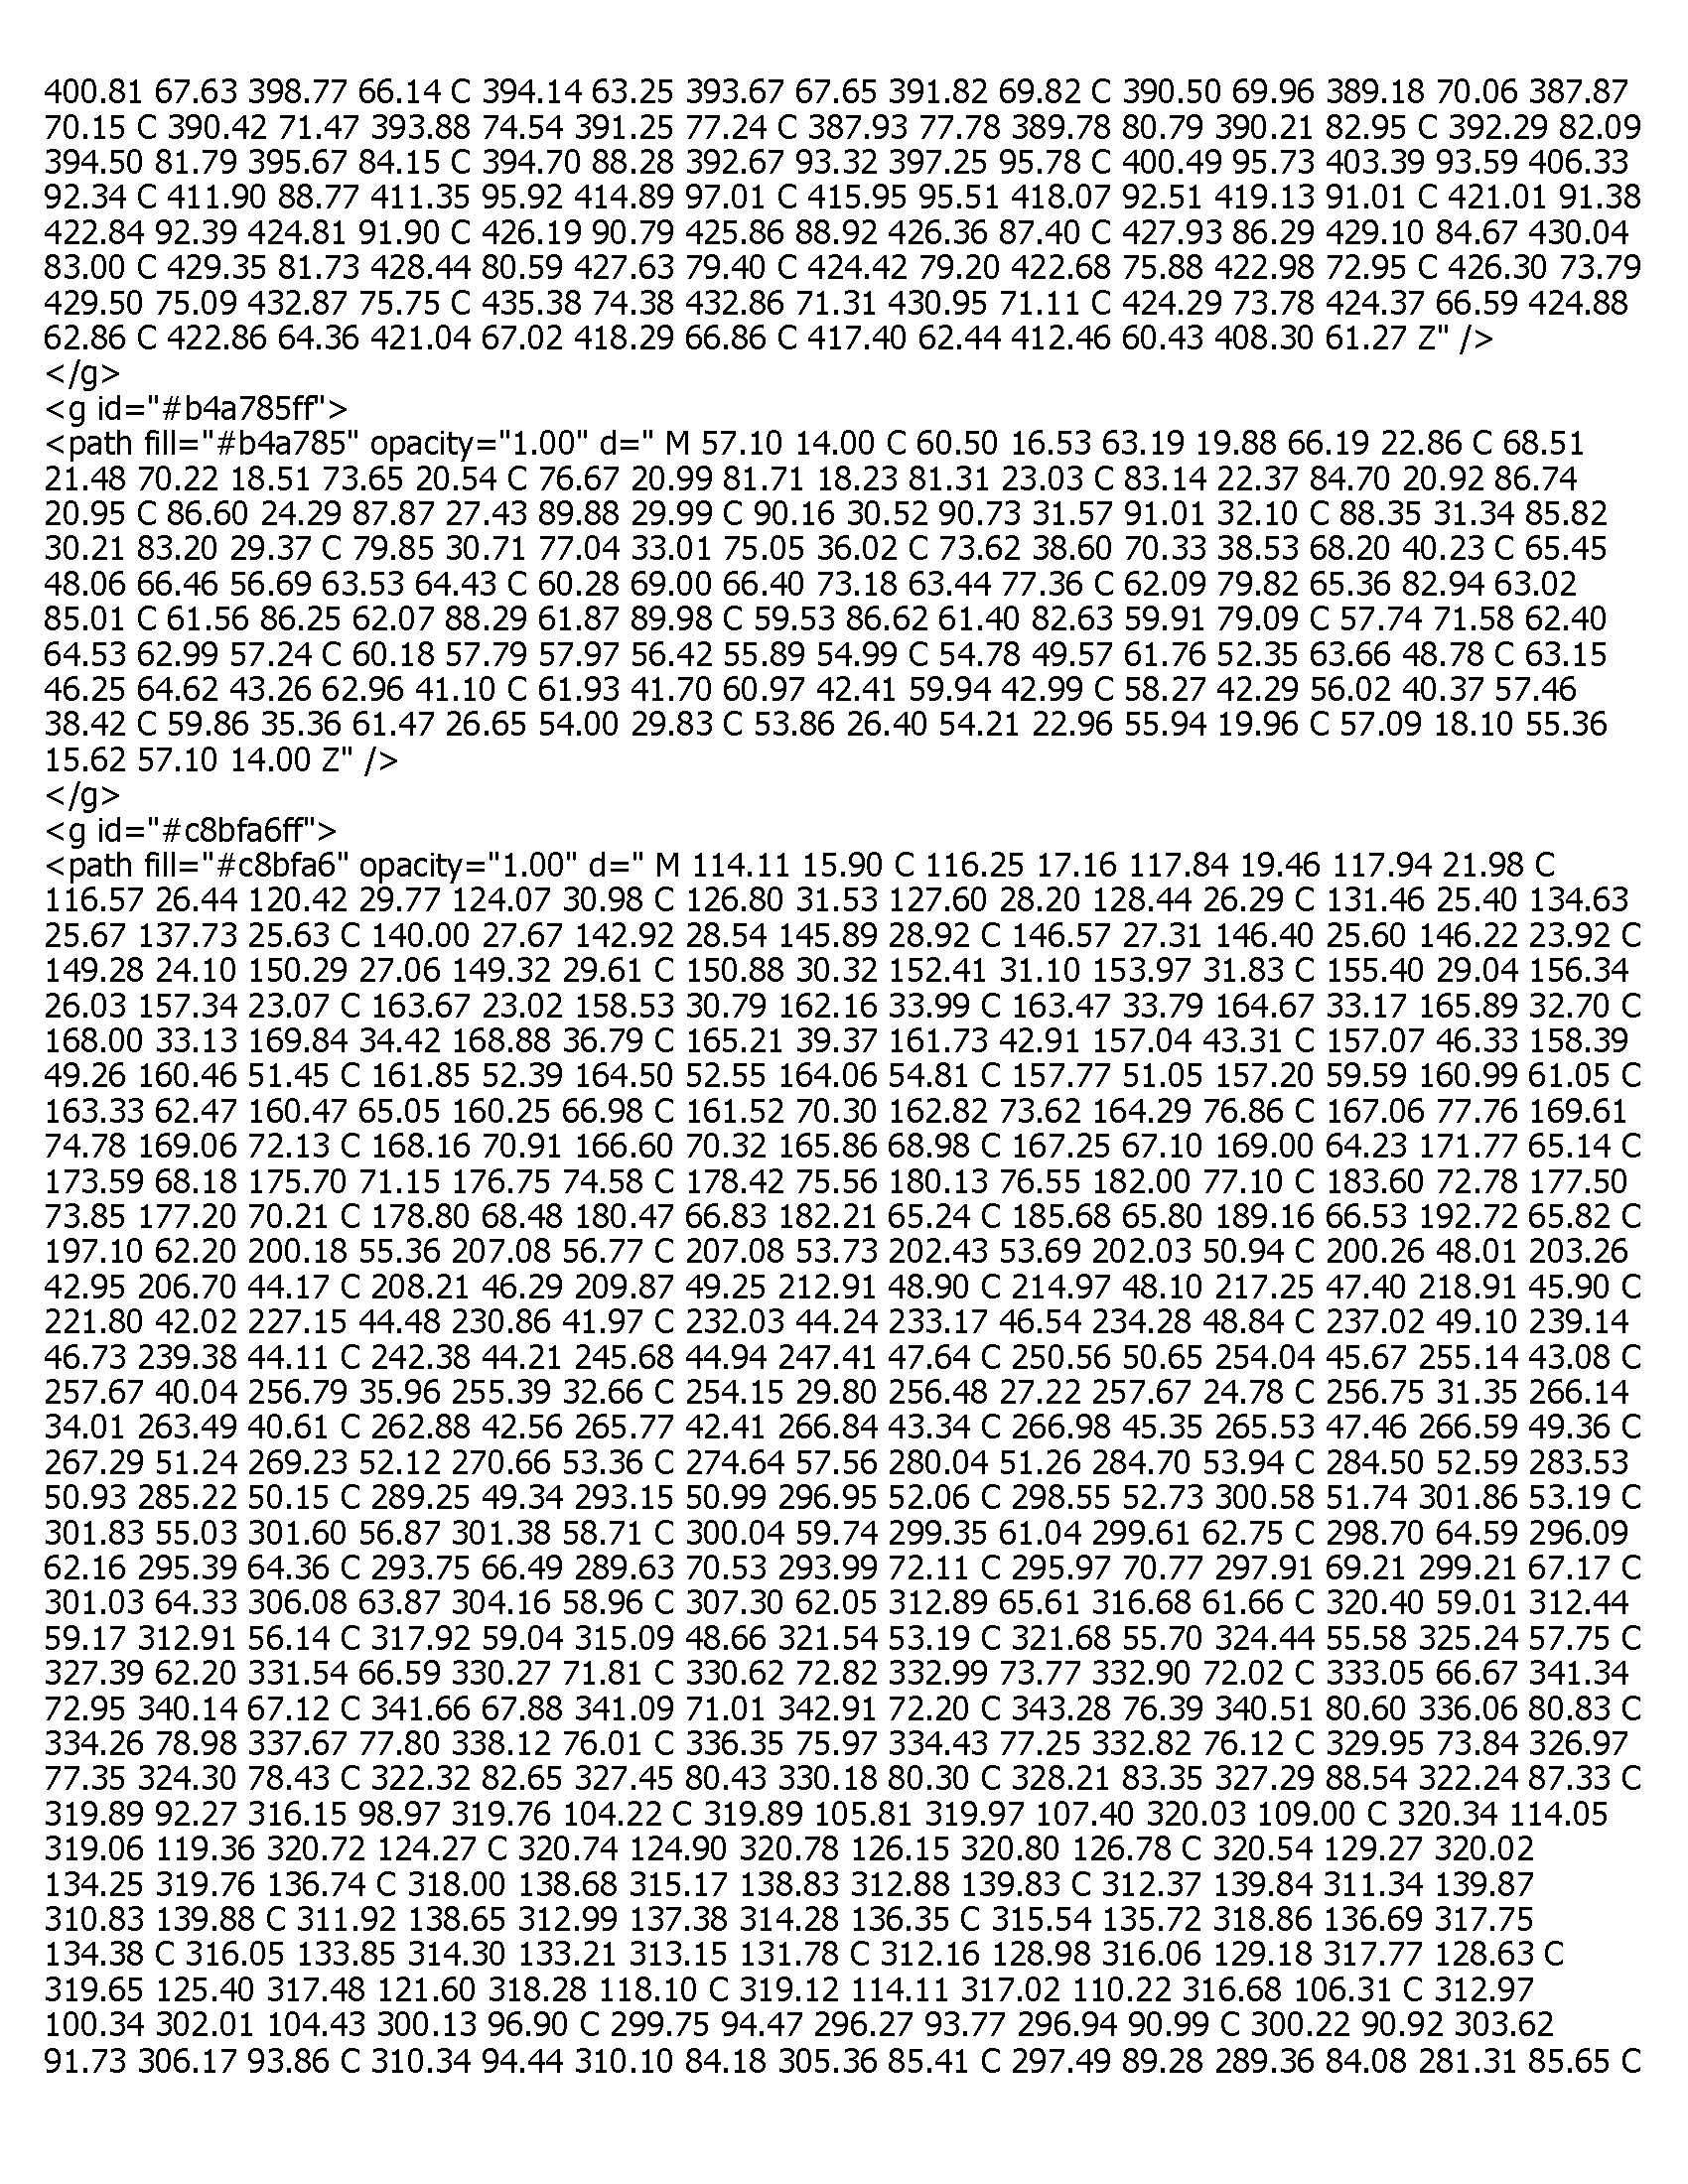 400.81 67.63 398.77 66.14 C 394.14 63.25 393.67 67.65 391.82 69.82 C 390.50 69.96 389.18 70.06 387.87
70.15 C 390.42 71.47 393.88 74.54 391.25 77.24 C 387.93 77.78 389.78 80.79 390.21 82.95 C 392.29 82.09
394.50 81.79 395.67 84.15 C 394.70 88.28 392.67 93.32 397.25 95.78 C 400.49 95.73 403.39 93.59 406.33
92.34 C 411.90 88.77 411.35 95.92 414.89 97.01 C 415.95 95.51 418.07 92.51 419.13 91.01 C 421.01 91.38
422.84 92.39 424.81 91.90 C 426.19 90.79 425.86 88.92 426.36 87.40 C 427.93 86.29 429.10 84.67 430.04
83.00 C 429.35 81.73 428.44 80.59 427.63 79.40 C 424.42 79.20 422.68 75.88 422.98 72.95 C 426.30 73.79
429.50 75.09 432.87 75.75 C 435.38 74.38 432.86 71.31 430.95 71.11 C 424.29 73.78 424.37 66.59 424.88
62.86 C 422.86 64.36 421.04 67.02 418.29 66.86 C 417.40 62.44 412.46 60.43 408.30 61.27 Z" />
</g>
<g id="#b4a785ff">
<path fill="#b4a785" opacity="1.00" d=" M 57.10 14.00 C 60.50 16.53 63.19 19.88 66.19 22.86 C 68.51
21.48 70.22 18.51 73.65 20.54 C 76.67 20.99 81.71 18.23 81.31 23.03 C 83.14 22.37 84.70 20.92 86.74
20.95 C 86.60 24.29 87.87 27.43 89.88 29.99 C 90.16 30.52 90.73 31.57 91.01 32.10 C 88.35 31.34 85.82
30.21 83.20 29.37 C 79.85 30.71 77.04 33.01 75.05 36.02 C 73.62 38.60 70.33 38.53 68.20 40.23 C 65.45
48.06 66.46 56.69 63.53 64.43 C 60.28 69.00 66.40 73.18 63.44 77.36 C 62.09 79.82 65.36 82.94 63.02
85.01 C 61.56 86.25 62.07 88.29 61.87 89.98 C 59.53 86.62 61.40 82.63 59.91 79.09 C 57.74 71.58 62.40
64.53 62.99 57.24 C 60.18 57.79 57.97 56.42 55.89 54.99 C 54.78 49.57 61.76 52.35 63.66 48.78 C 63.15
46.25 64.62 43.26 62.96 41.10 C 61.93 41.70 60.97 42.41 59.94 42.99 C 58.27 42.29 56.02 40.37 57.46
38.42 C 59.86 35.36 61.47 26.65 54.00 29.83 C 53.86 26.40 54.21 22.96 55.94 19.96 C 57.09 18.10 55.36
15.62 57.10 14.00 Z" />
</g>
<g id="#c8bfa6ff">
<path fill="#c8bfa6" opacity="1.00" d=" M 114.11 15.90 C 116.25 17.16 117.84 19.46 117.94 21.98 C
116.57 26.44 120.42 29.77 124.07 30.98 C 126.80 31.53 127.60 28.20 128.44 26.29 C 131.46 25.40 134.63
25.67 137.73 25.63 C 140.00 27.67 142.92 28.54 145.89 28.92 C 146.57 27.31 146.40 25.60 146.22 23.92 C
149.28 24.10 150.29 27.06 149.32 29.61 C 150.88 30.32 152.41 31.10 153.97 31.83 C 155.40 29.04 156.34
26.03 157.34 23.07 C 163.67 23.02 158.53 30.79 162.16 33.99 C 163.47 33.79 164.67 33.17 165.89 32.70 C
168.00 33.13 169.84 34.42 168.88 36.79 C 165.21 39.37 161.73 42.91 157.04 43.31 C 157.07 46.33 158.39
49.26 160.46 51.45 C 161.85 52.39 164.50 52.55 164.06 54.81 C 157.77 51.05 157.20 59.59 160.99 61.05 C
163.33 62.47 160.47 65.05 160.25 66.98 C 161.52 70.30 162.82 73.62 164.29 76.86 C 167.06 77.76 169.61
74.78 169.06 72.13 C 168.16 70.91 166.60 70.32 165.86 68.98 C 167.25 67.10 169.00 64.23 171.77 65.14 C
173.59 68.18 175.70 71.15 176.75 74.58 C 178.42 75.56 180.13 76.55 182.00 77.10 C 183.60 72.78 177.50
73.85 177.20 70.21 C 178.80 68.48 180.47 66.83 182.21 65.24 C 185.68 65.80 189.16 66.53 192.72 65.82 C
197.10 62.20 200.18 55.36 207.08 56.77 C 207.08 53.73 202.43 53.69 202.03 50.94 C 200.26 48.01 203.26
42.95 206.70 44.17 C 208.21 46.29 209.87 49.25 212.91 48.90 C 214.97 48.10 217.25 47.40 218.91 45.90 C
221.80 42.02 227.15 44.48 230.86 41.97 C 232.03 44.24 233.17 46.54 234.28 48.84 C 237.02 49.10 239.14
46.73 239.38 44.11 C 242.38 44.21 245.68 44.94 247.41 47.64 C 250.56 50.65 254.04 45.67 255.14 43.08 C
257.67 40.04 256.79 35.96 255.39 32.66 C 254.15 29.80 256.48 27.22 257.67 24.78 C 256.75 31.35 266.14
34.01 263.49 40.61 C 262.88 42.56 265.77 42.41 266.84 43.34 C 266.98 45.35 265.53 47.46 266.59 49.36 C
267.29 51.24 269.23 52.12 270.66 53.36 C 274.64 57.56 280.04 51.26 284.70 53.94 C 284.50 52.59 283.53
50.93 285.22 50.15 C 289.25 49.34 293.15 50.99 296.95 52.06 C 298.55 52.73 300.58 51.74 301.86 53.19 C
301.83 55.03 301.60 56.87 301.38 58.71 C 300.04 59.74 299.35 61.04 299.61 62.75 C 298.70 64.59 296.09
62.16 295.39 64.36 C 293.75 66.49 289.63 70.53 293.99 72.11 C 295.97 70.77 297.91 69.21 299.21 67.17 C
301.03 64.33 306.08 63.87 304.16 58.96 C 307.30 62.05 312.89 65.61 316.68 61.66 C 320.40 59.01 312.44
59.17 312.91 56.14 C 317.92 59.04 315.09 48.66 321.54 53.19 C 321.68 55.70 324.44 55.58 325.24 57.75 C
327.39 62.20 331.54 66.59 330.27 71.81 C 330.62 72.82 332.99 73.77 332.90 72.02 C 333.05 66.67 341.34
72.95 340.14 67.12 C 341.66 67.88 341.09 71.01 342.91 72.20 C 343.28 76.39 340.51 80.60 336.06 80.83 C
334.26 78.98 337.67 77.80 338.12 76.01 C 336.35 75.97 334.43 77.25 332.82 76.12 C 329.95 73.84 326.97
77.35 324.30 78.43 C 322.32 82.65 327.45 80.43 330.18 80.30 C 328.21 83.35 327.29 88.54 322.24 87.33 C
319.89 92.27 316.15 98.97 319.76 104.22 C 319.89 105.81 319.97 107.40 320.03 109.00 C 320.34 114.05
319.06 119.36 320.72 124.27 C 320.74 124.90 320.78 126.15 320.80 126.78 C 320.54 129.27 320.02
134.25 319.76 136.74 C 318.00 138.68 315.17 138.83 312.88 139.83 C 312.37 139.84 311.34 139.87
310.83 139.88 C 311.92 138.65 312.99 137.38 314.28 136.35 C 315.54 135.72 318.86 136.69 317.75
134.38 C 316.05 133.85 314.30 133.21 313.15 131.78 C 312.16 128.98 316.06 129.18 317.77 128.63 C
319.65 125.40 317.48 121.60 318.28 118.10 C 319.12 114.11 317.02 110.22 316.68 106.31 C 312.97
100.34 302.01 104.43 300.13 96.90 C 299.75 94.47 296.27 93.77 296.94 90.99 C 300.22 90.92 303.62
91.73 306.17 93.86 C 310.34 94.44 310.10 84.18 305.36 85.41 C 297.49 89.28 289.36 84.08 281.31 85.65 C